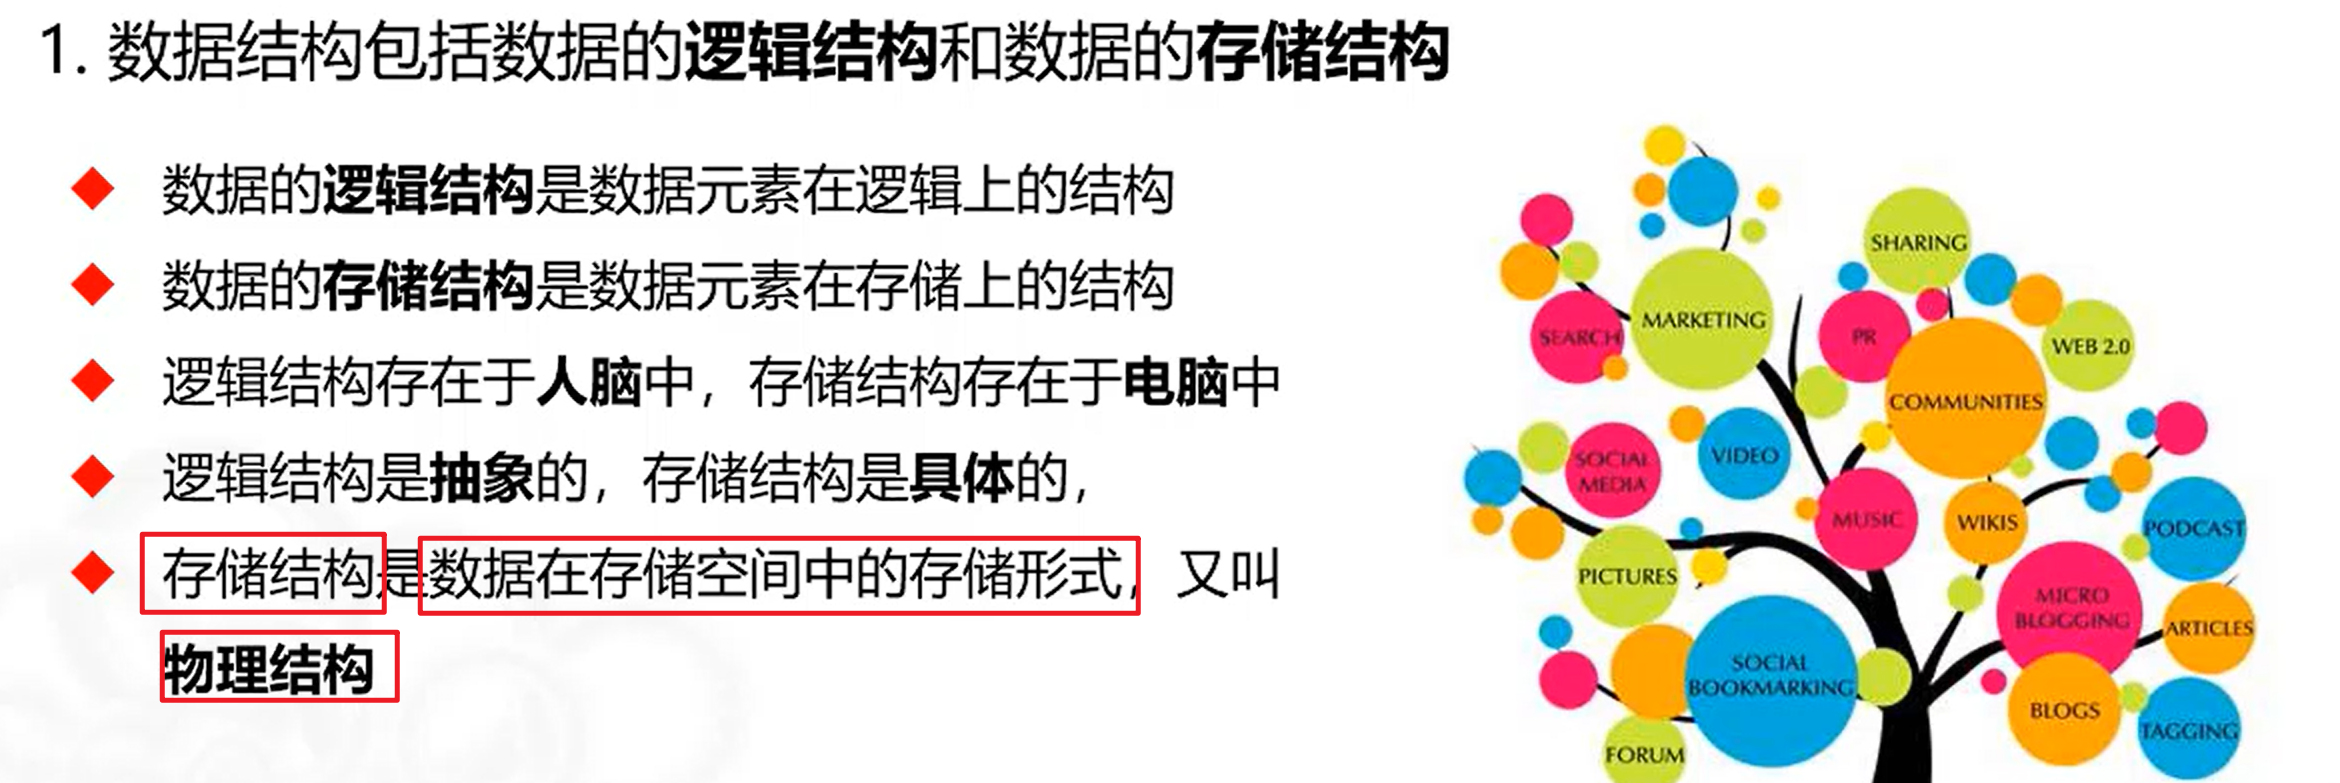 1. 数据结构包括数据的逻辑结构和数据的存储结构
数据的逻辑结构是数据元素在逻辑上的结构
数据的存储结构是数据元素在存储上的结构
逻辑结构存在于人脑中，存储结构存在于电脑中
逻辑结构是抽象的，存储结构是具体的，
存储结构是数据在存储空间中的存储形式，又叫
物理结构
SHARING
MARKETING
SEARCH
PR
WEB 2.0
COMMUNITIES
VIDEO
SOCIAL
MEDIA
MUSIC
WIKIS
PODCAST
PICTURES
MICRO
BLOGGING
ARTICLES
SOCIAL
BOOKMARKING
BLOGS
TAGGING
FORUM